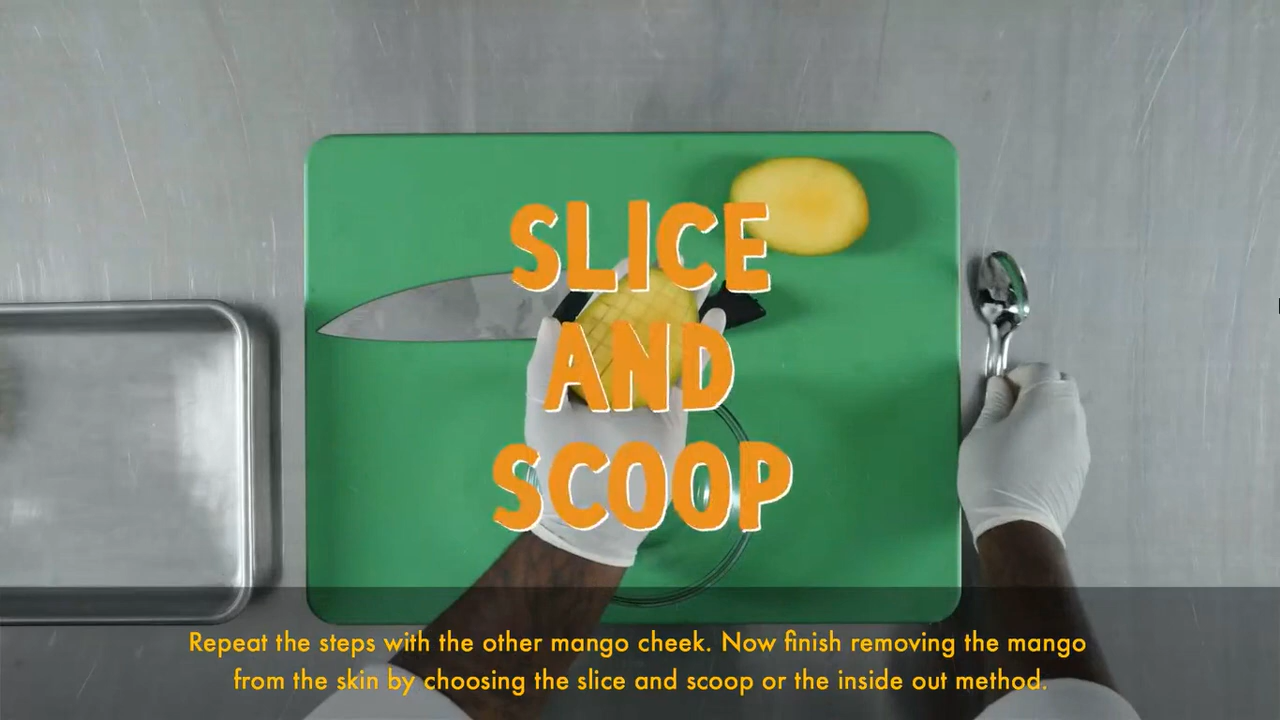 SLICE
AND
SCOOP
Repeat the steps with the other mango cheek. Now finish removing the mango
from the skin by choosing the slice and scoop or the inside out method.